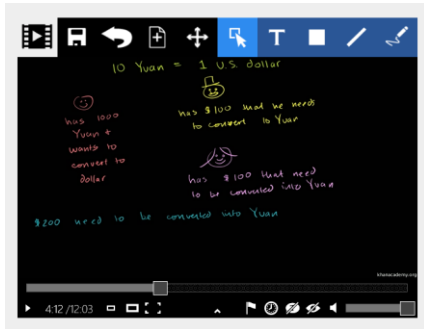 T
10 Yuan = 1 U.S. dollar
has 1000
Yuan +
wants to
convert to
dollar
has $100 that he needs
to convert to Yuan
has $100 that need
to be converted into Yuan
$200 need to be converted into Yuan
khanacademy.org
4:12/12:03